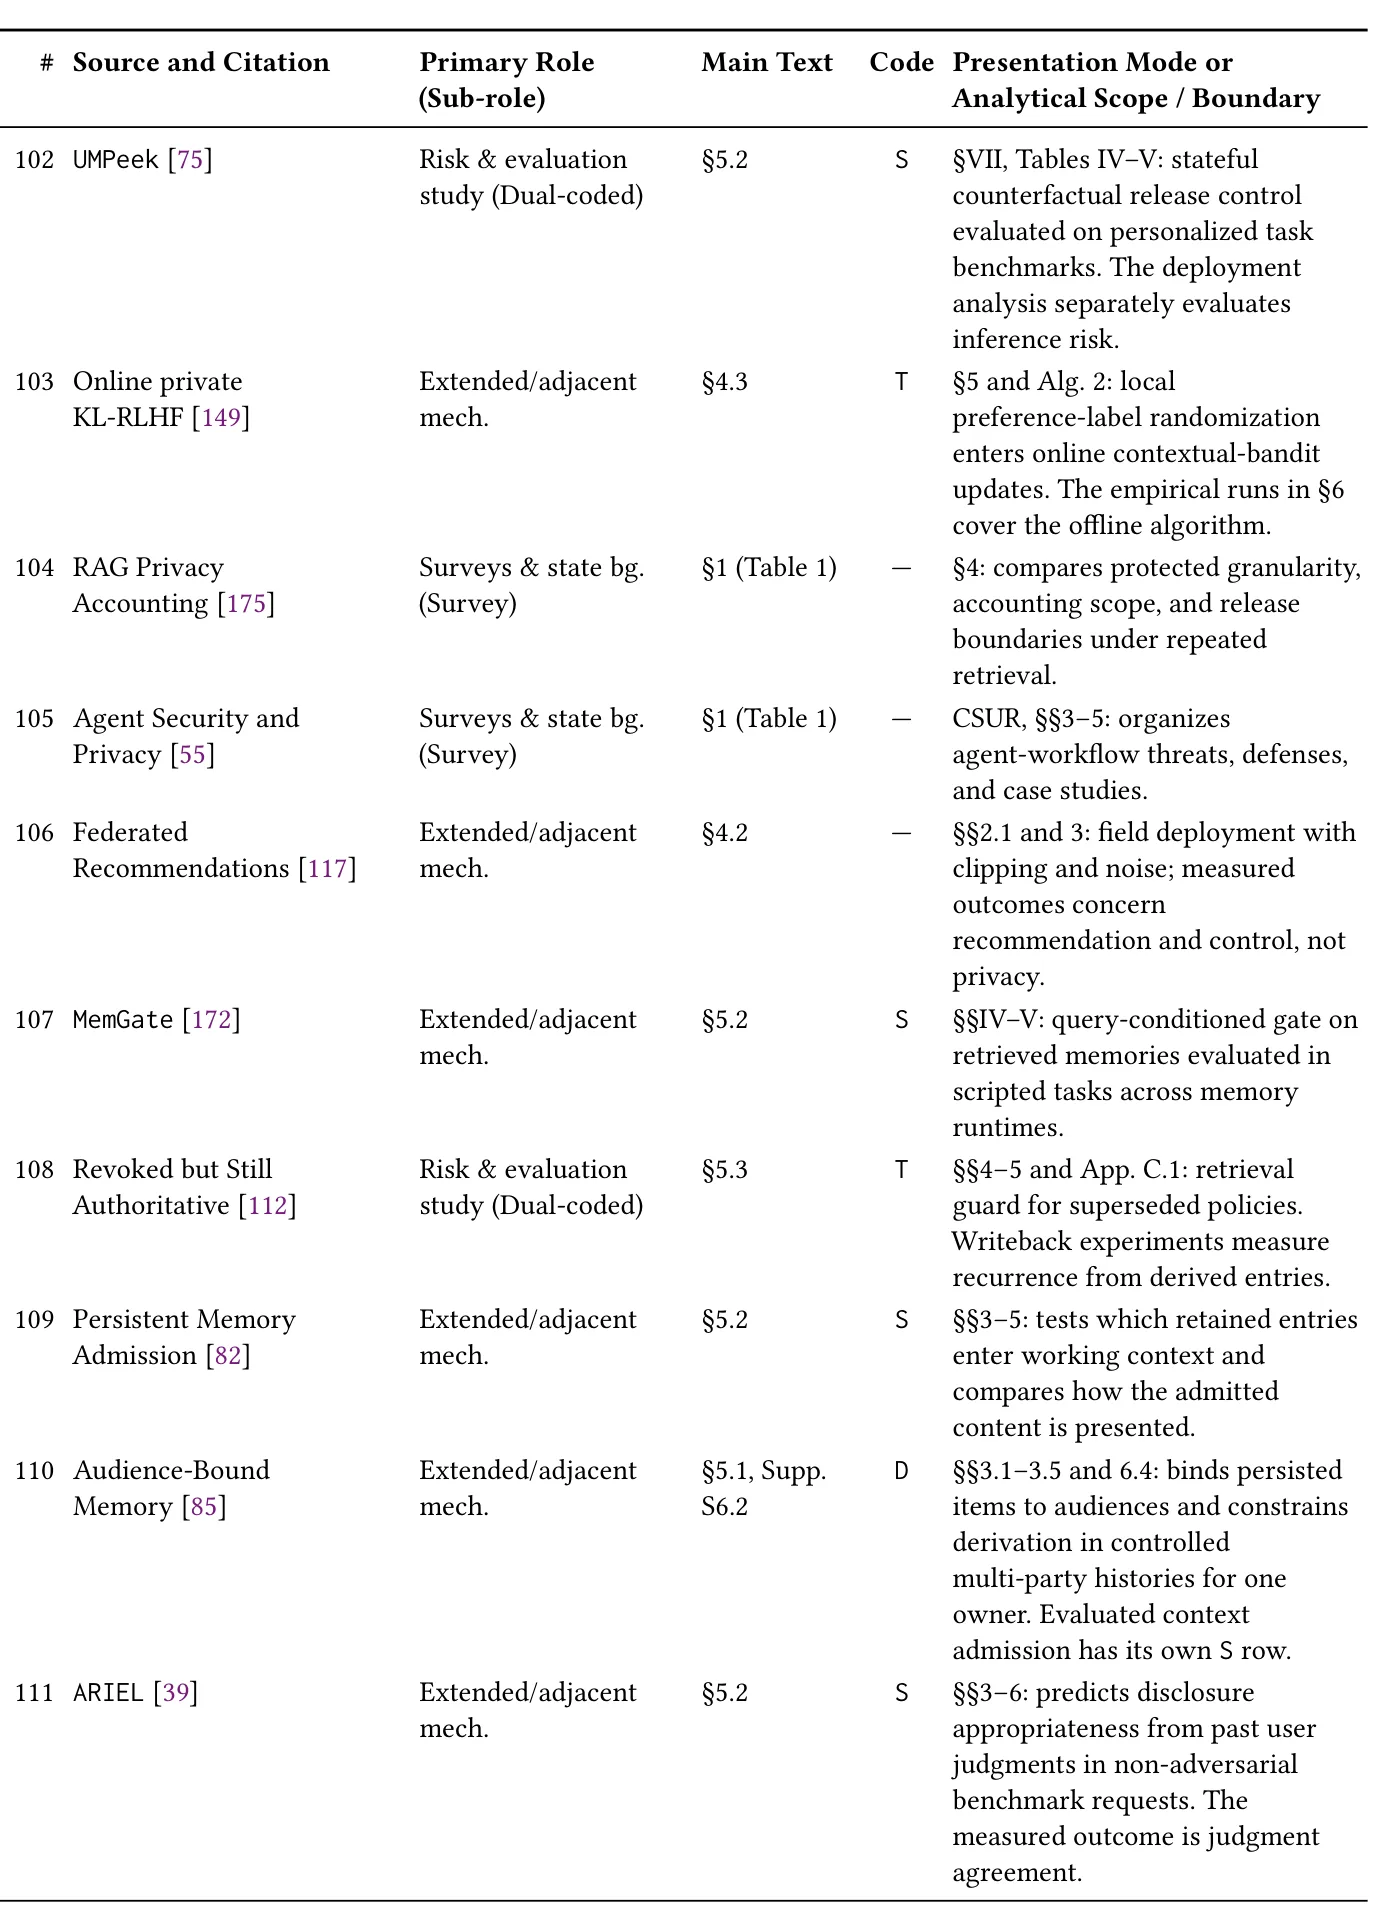 # Source and Citation Primary Role Main Text Code Presentation Mode or
(Sub-role) Analytical Scope / Boundary
102 UMPeek [75] Risk & evaluation §5.2 S §VII, Tables IV–V: stateful
study (Dual-coded) counterfactual release control
evaluated on personalized task
benchmarks. The deployment
analysis separately evaluates
inference risk.
103 Online private Extended/adjacent §4.3 T §5 and Alg. 2: local
KL-RLHF [149] mech. preference-label randomization
enters online contextual-bandit
updates. The empirical runs in §6
cover the offline algorithm.
104 RAG Privacy Surveys & state bg. §1 (Table 1) — §4: compares protected granularity,
Accounting [175] (Survey) accounting scope, and release
boundaries under repeated
retrieval.
105 Agent Security and Surveys & state bg. §1 (Table 1) — CSUR, §§3–5: organizes
Privacy [55] (Survey) agent-workflow threats, defenses,
and case studies.
106 Federated Extended/adjacent §4.2 — §§2.1 and 3: field deployment with
Recommendations [117] mech. clipping and noise; measured
outcomes concern
recommendation and control, not
privacy.
107 MemGate [172] Extended/adjacent §5.2 S §§IV–V: query-conditioned gate on
mech. retrieved memories evaluated in
scripted tasks across memory
runtimes.
108 Revoked but Still Risk & evaluation §5.3 T §§4–5 and App. C.1: retrieval
Authoritative [112] study (Dual-coded) guard for superseded policies.
Writeback experiments measure
recurrence from derived entries.
109 Persistent Memory Extended/adjacent §5.2 S §§3–5: tests which retained entries
Admission [82] mech. enter working context and
compares how the admitted
content is presented.
110 Audience-Bound Extended/adjacent §5.1, Supp. D §§3.1–3.5 and 6.4: binds persisted
Memory [85] mech. S6.2 items to audiences and constrains
derivation in controlled
multi-party histories for one
owner. Evaluated context
admission has its own S row.
111 ARIEL [39] Extended/adjacent §5.2 S §§3–6: predicts disclosure
mech. appropriateness from past user
judgments in non-adversarial
benchmark requests. The
measured outcome is judgment
agreement.